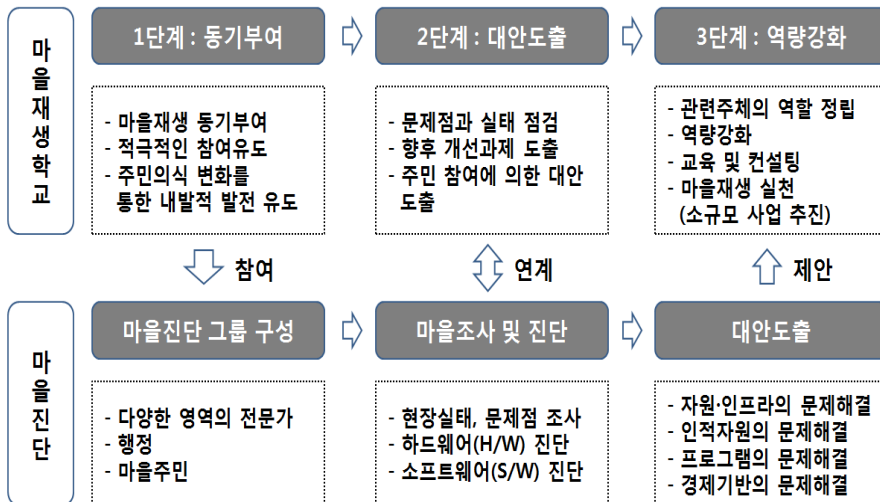 마을재생학교
1단계 : 동기부여
2단계 : 대안도출
3단계 : 역량강화
- 마을재생 동기부여
- 적극적인 참여유도
- 주민의식 변화를
통한 내발적 발전 유도
- 문제점과 실태 점검
- 향후 개선과제 도출
- 주민 참여에 의한 대안
도출
- 관련주체의 역할 정립
- 역량강화
- 교육 및 컨설팅
- 마을재생 실천
(소규모 사업 추진)
참여
연계
제안
마을진단
마을진단 그룹 구성
마을조사 및 진단
대안도출
- 다양한 영역의 전문가
- 행정
- 마을주민
- 현장실태, 문제점 조사
- 하드웨어(H/W) 진단
- 소프트웨어(S/W) 진단
- 자원·인프라의 문제해결
- 인적자원의 문제해결
- 프로그램의 문제해결
- 경제기반의 문제해결